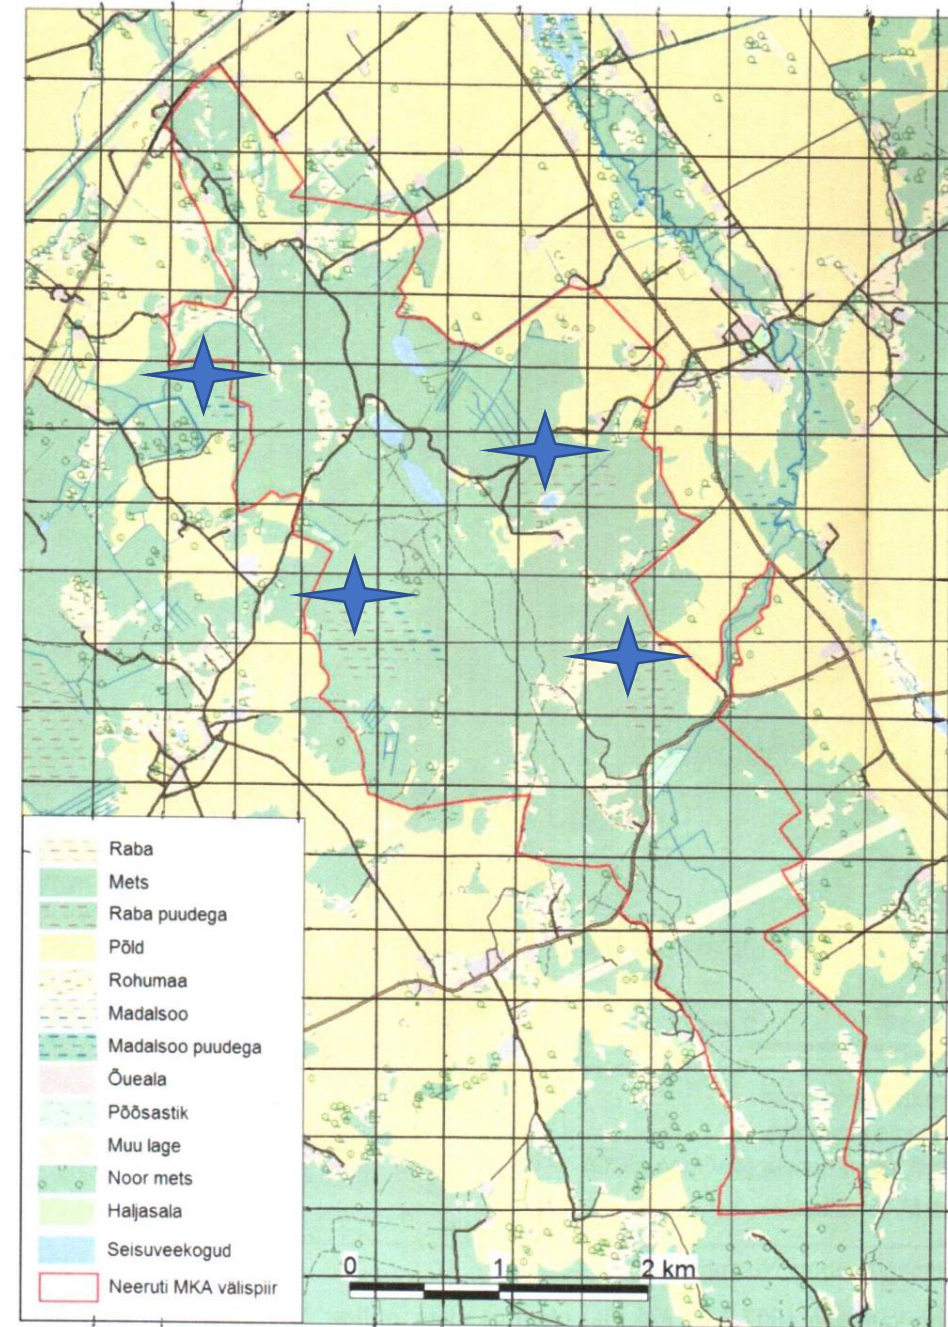 Raba
Mets
Raba puudega
Põld
Rohumaa
Madalsoo
Madalsoo puudega
Õueala
Põõsastik
Muu lage
Noor mets
Haljasala
Seisuveekogud
Neeruti MKA välispiir
0 1 2 km